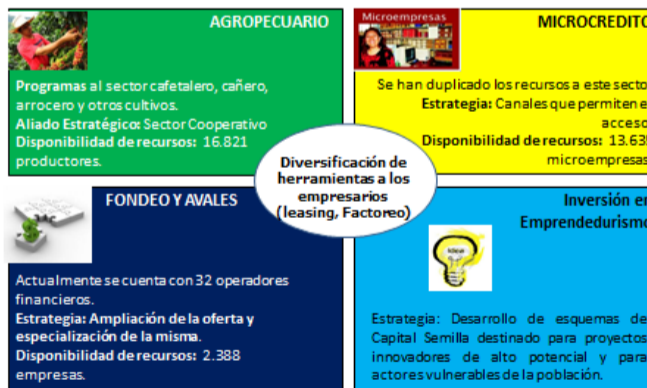 AGROPECUARIO
Programas al sector cafetalero, cañero,
arrocero y otros cultivos.
Aliado Estratégico: Sector Cooperativo
Disponibilidad de recursos: 16.821
productores.
Microempresas
MICROCREDITO
Se han duplicado los recursos a este secto
Estrategia: Canales que permiten e
acceso
Disponibilidad de recursos: 13.635
microempresas
Diversificación de
herramientas a los
empresarios
(leasing, Factoreo)
FONDEO Y AVALES
Actualmente se cuenta con 32 operadores
financieros.
Estrategia: Ampliación de la oferta y
especialización de la misma.
Disponibilidad de recursos: 2.388
empresas.
Inversión en
Emprendedurismo
Ideas
Estrategia: Desarrollo de esquemas de
Capital Semilla destinado para proyectos
innovadores de alto potencial y para
actores vulnerables de la población.